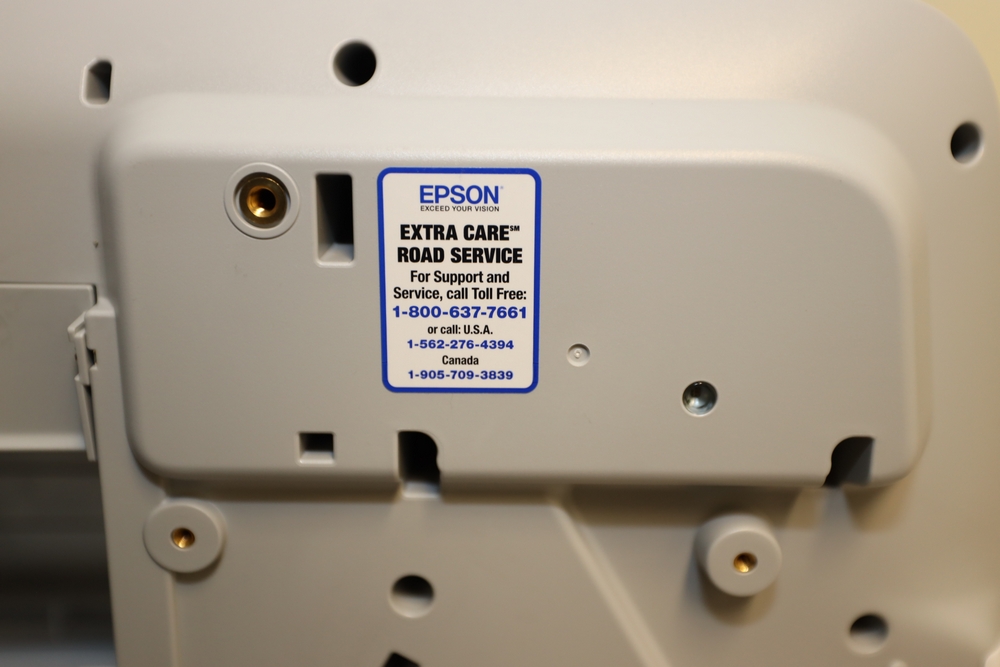 EPSON
EXCEED YOUR VISION
EXTRA CARE℠
ROAD SERVICE
For Support and
Service, call Toll Free:
1-800-637-7661
or call: U.S.A.
1-562-276-4394
Canada
1-905-709-3839